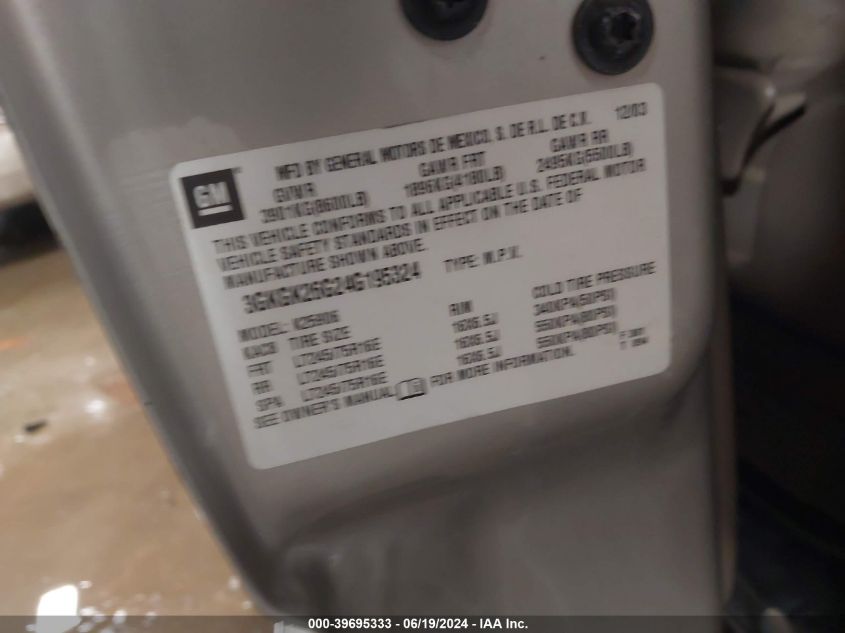 12/03
MFD BY GENERAL MOTORS DE MEXICO, S. DE R.L. DE C.V.
GM
GVWR GAWR FRT GAWR RR
3901KG(8600LB) 1896KG(4180LB) 2495KG(5500LB)
THIS VEHICLE CONFORMS TO ALL APPLICABLE U.S. FEDERAL MOTOR
VEHICLE SAFETY STANDARDS IN EFFECT ON THE DATE OF
MANUFACTURE SHOWN ABOVE.
3GKGK26G24G195324 TYPE: M.P.V.
MODEL: K25906
TIRE SIZE RIM COLD TIRE PRESSURE
FRT LT245/75R16E 16X6.5J 340KPA(50PSI)
RR LT245/75R16E 16X6.5J 550KPA(80PSI)
SPA LT245/75R16E 16X6.5J 550KPA(80PSI)
SEE OWNER'S MANUAL FOR MORE INFORMATION.
000-39695333 - 06/19/2024 - IAA Inc.